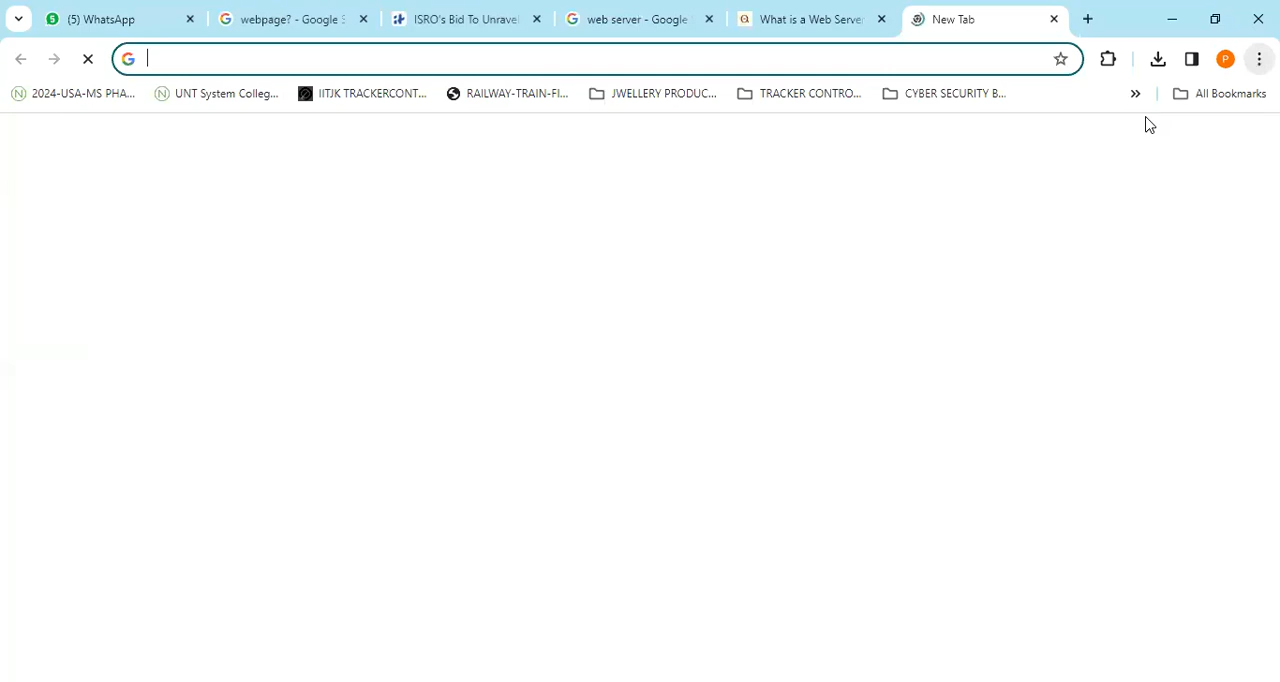 (5) WhatsApp
webpage? - Google S
ISRO's Bid To Unravel
web server - Google
What is a Web Server
New Tab
2024-USA-MS PHA...
UNT System Colleg...
IITJK TRACKERCONT...
RAILWAY-TRAIN-FI...
JWELLERY PRODUC...
TRACKER CONTRO...
CYBER SECURITY B...
»
All Bookmarks
P